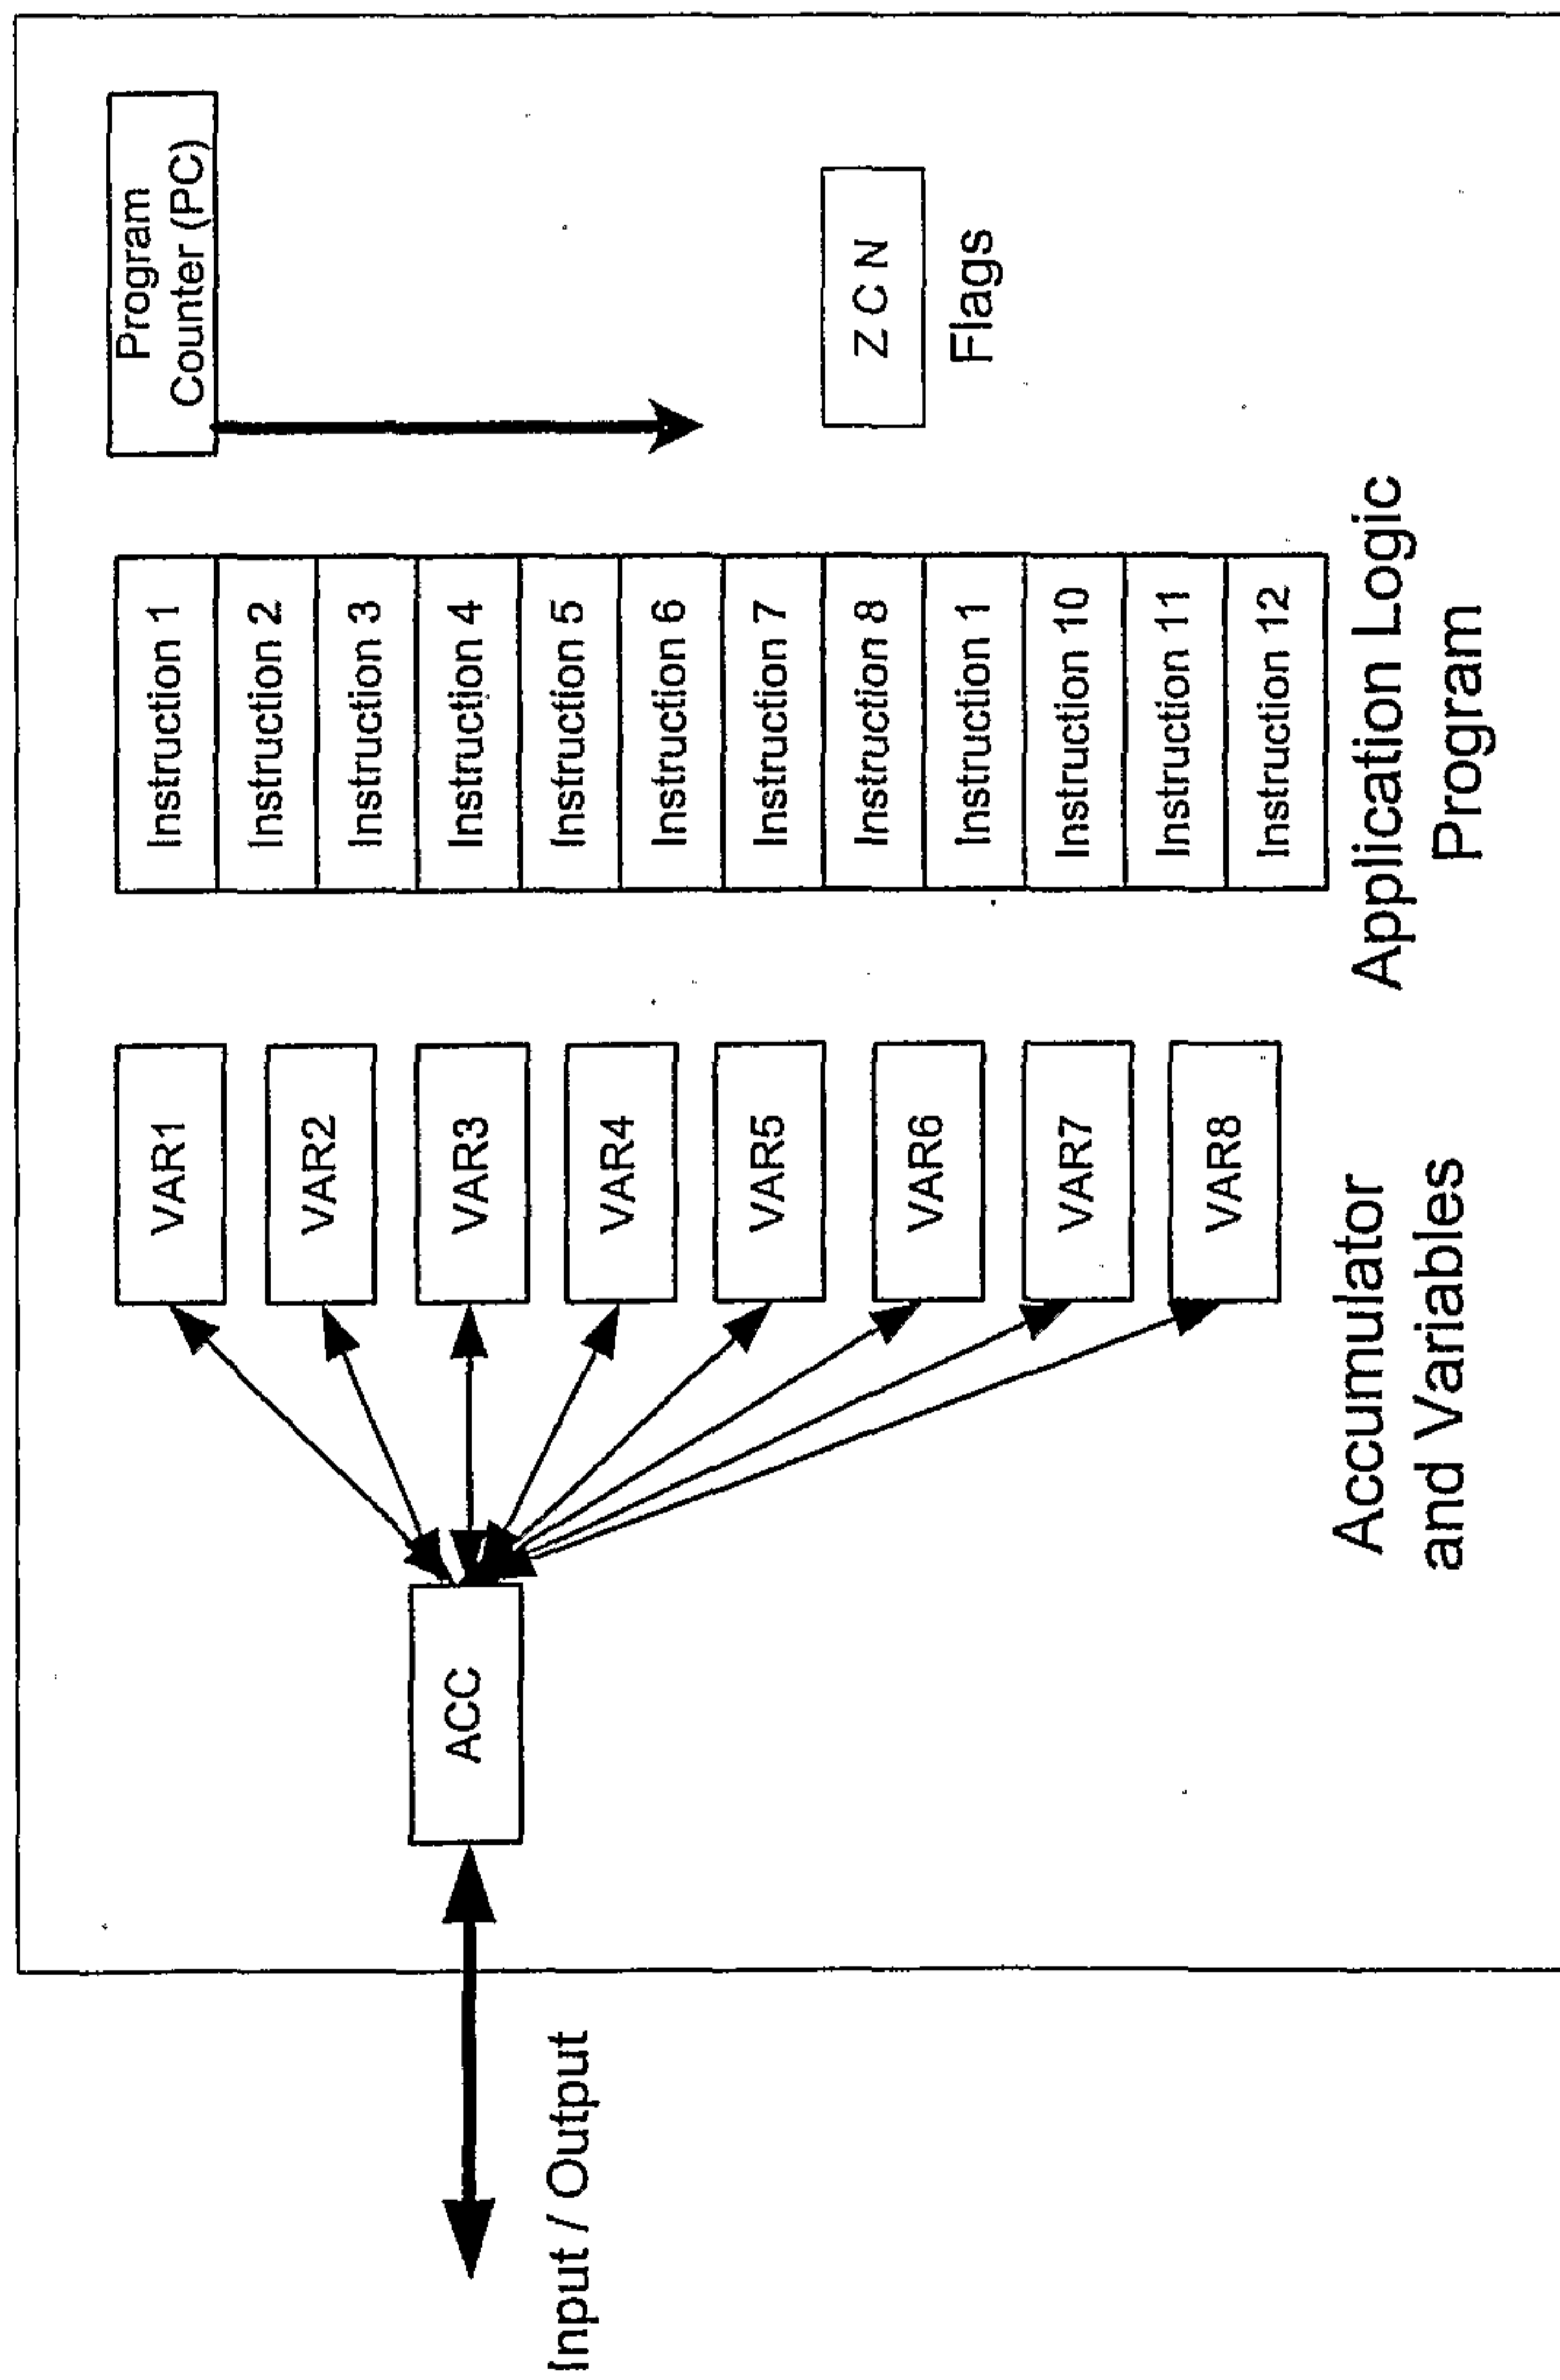 Input / Output
ACC
VAR1
VAR2
VAR3
VAR4
VAR5
VAR6
VAR7
VAR8
Accumulator
and Variables
Instruction 1
Instruction 2
Instruction 3
Instruction 4
Instruction 5
Instruction 6
Instruction 7
Instruction 8
Instruction 1
Instruction 10
Instruction 11
Instruction 12
Application Logic
Program
Program
Counter (PC)
Z C N
Flags